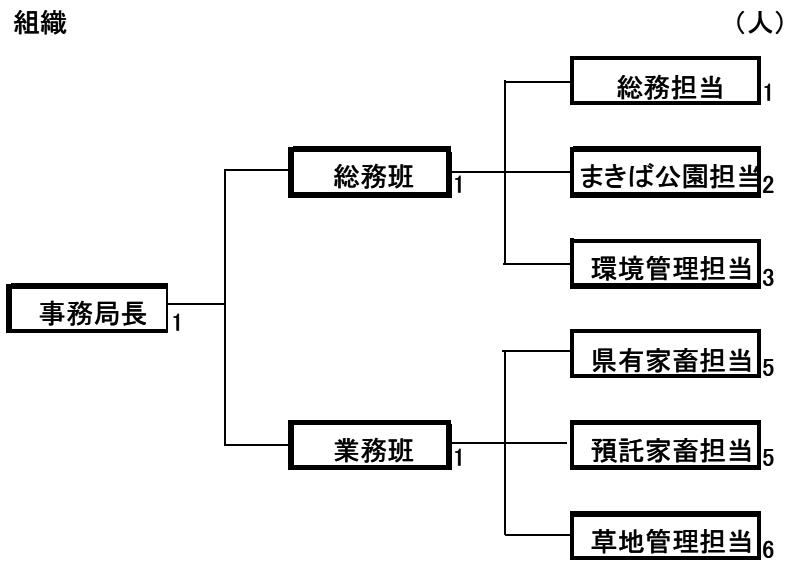 組織
（人）
総務担当 1
総務班 1
まきば公園担当 2
環境管理担当 3
事務局長 1
県有家畜担当 5
業務班 1
預託家畜担当 5
草地管理担当 6